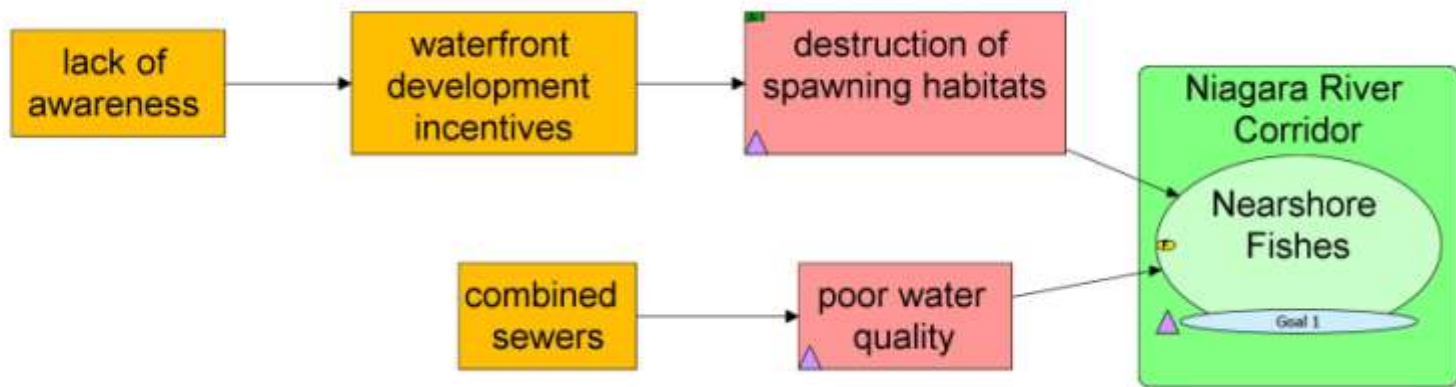 lack of
awareness
waterfront
development
incentives
destruction of
spawning habitats
Niagara River
Corridor
Nearshore
Fishes
F
Goal 1
combined
sewers
poor water
quality